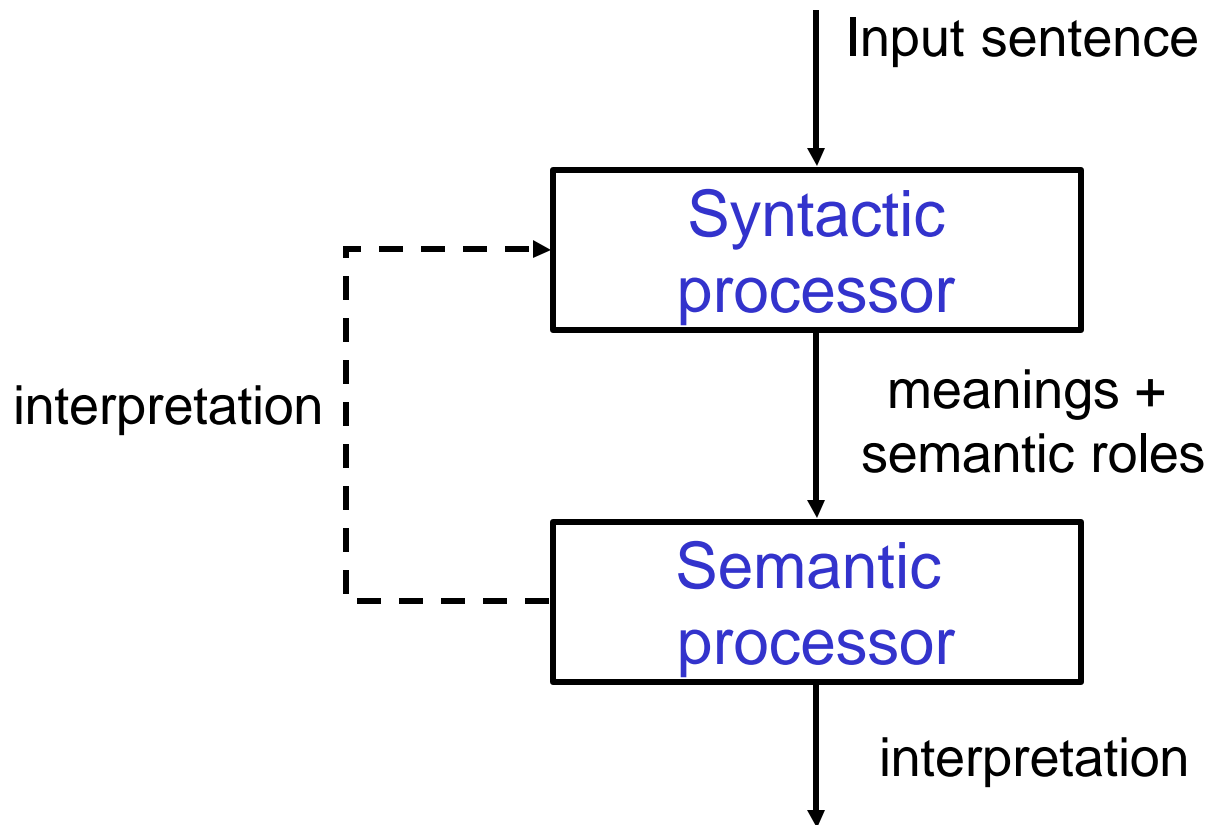 Input sentence
Syntactic
processor
interpretation
meanings +
semantic roles
Semantic
processor
interpretation